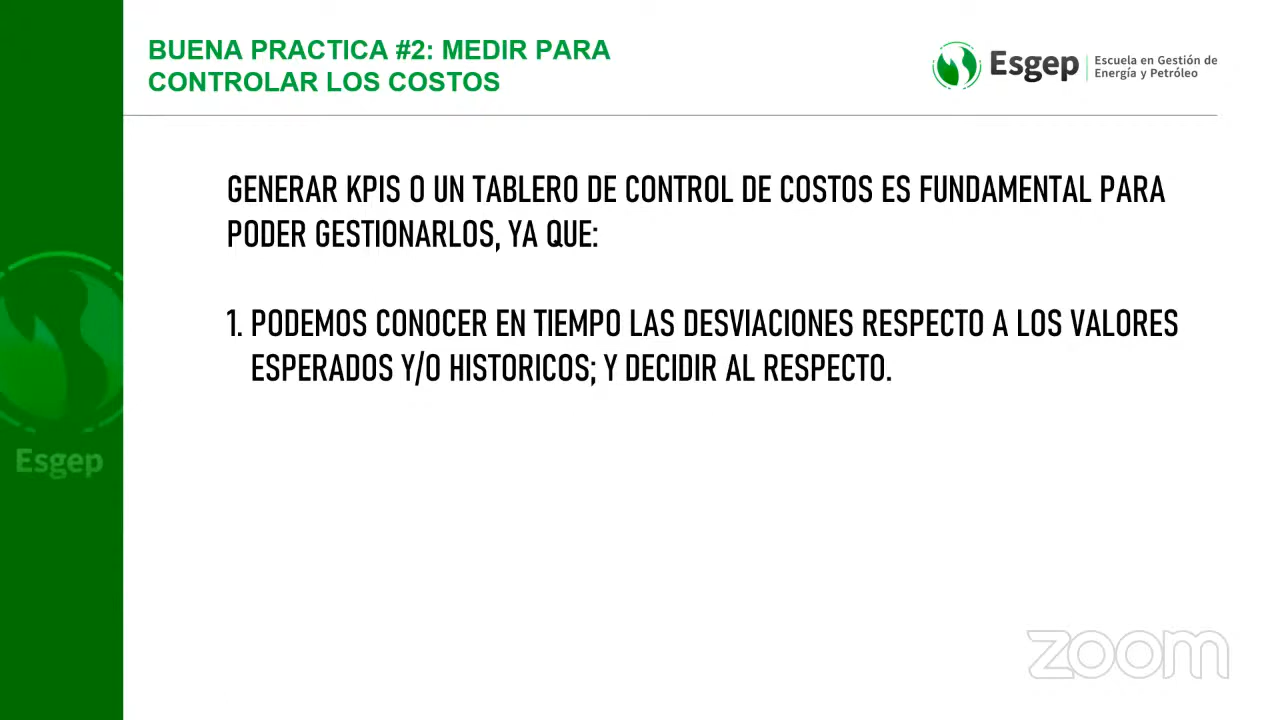 BUENA PRACTICA #2: MEDIR PARA
CONTROLAR LOS COSTOS
Esgep
Escuela en Gestión de
Energía y Petróleo
GENERAR KPIS O UN TABLERO DE CONTROL DE COSTOS ES FUNDAMENTAL PARA
PODER GESTIONARLOS, YA QUE:
1. PODEMOS CONOCER EN TIEMPO LAS DESVIACIONES RESPECTO A LOS VALORES
ESPERADOS Y/O HISTORICOS; Y DECIDIR AL RESPECTO.
Esgep
zoom